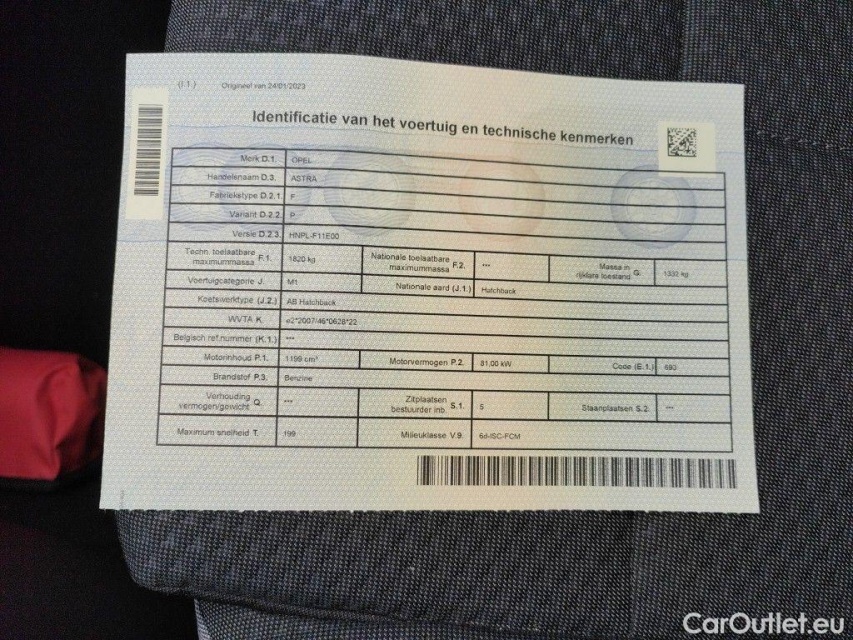 (I.1) Origineel van 24/01/2023
Identificatie van het voertuig en technische kenmerken
Merk D.1. OPEL
Handelsnaam D.3. ASTRA
Fabriekstype D.2.1 F
Variant D.2.2. P
Versie D.2.3. HNPL-F11E00
Techn. toelaatbare maximummassa F.1. 1820 kg Nationale toelaatbare maximummassa F.2. --- Massa in rijklare toestand G. 1332 kg
Voertuigcategorie J. M1 Nationale aard (J.1.) Hatchback
Koetswerktype (J.2.) AB Hatchback
WVTA K. e2*2007/46*0628*22
Belgisch ref.nummer (K.1.) ---
Motorinhoud P.1. 1199 cm³ Motorvermogen P.2. 81.00 kW Code (E.1.) 693
Brandstof P.3. Benzine
Verhouding vermogen/gewicht Q. --- Zitplaatsen bestuurder inb. S.1. 5 Staanplaatsen S.2. ---
Maximum snelheid T. 199 Milieuklasse V.9. 6d-ISC-FCM
CarOutlet.eu